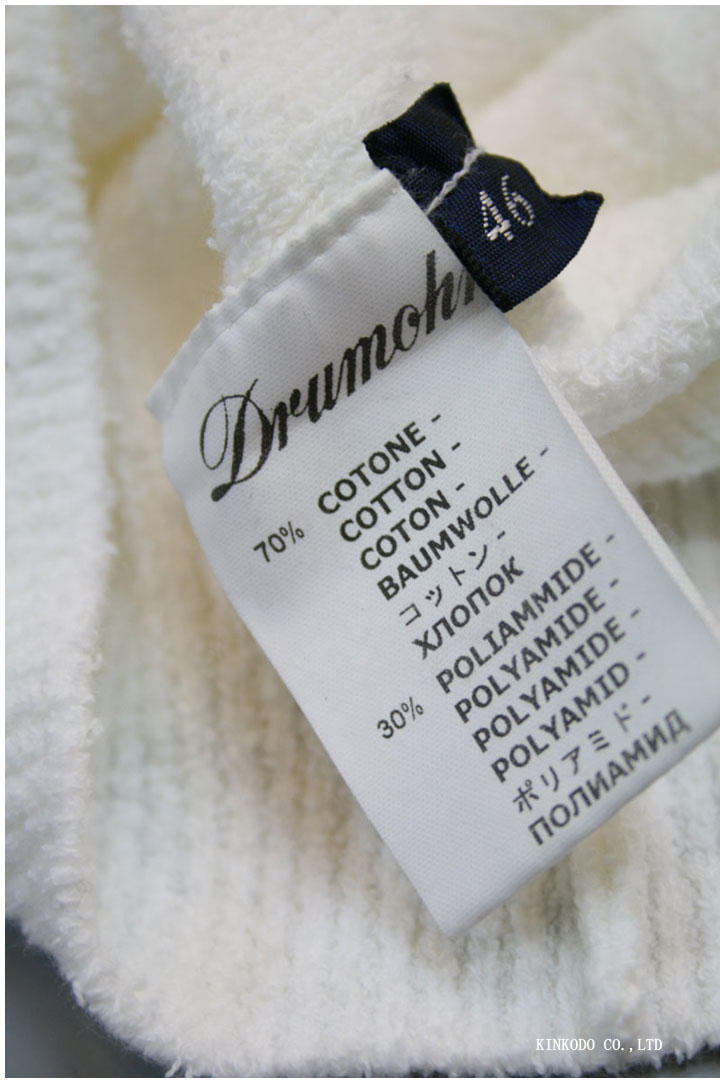 46
Drumohr
70% COTONE -
COTTON -
COTON -
BAUMWOLLE -
コットン -
ХЛОПОК
30% POLIAMMIDE -
POLYAMIDE -
POLYAMIDE -
POLYAMID -
ポリアミド -
ПОЛИАМИД
KINKODO CO.,LTD